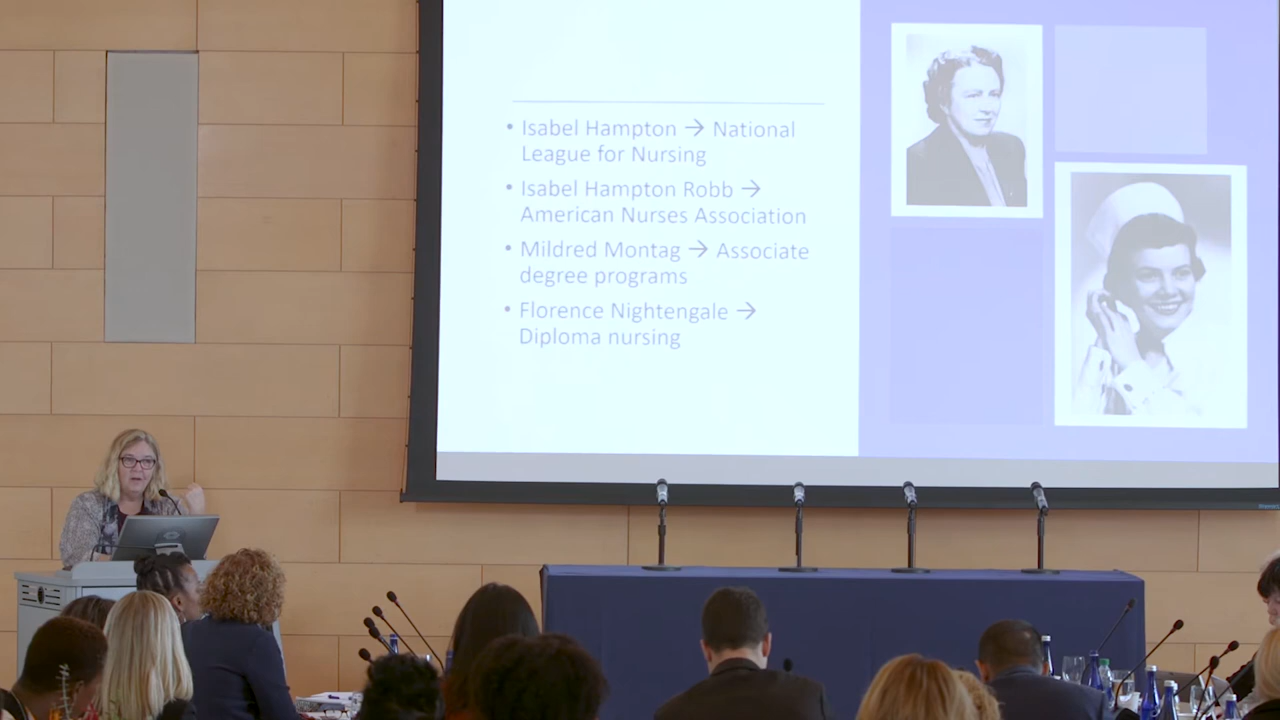 • Isabel Hampton → National
League for Nursing
• Isabel Hampton Robb →
American Nurses Association
• Mildred Montag → Associate
degree programs
• Florence Nightengale →
Diploma nursing